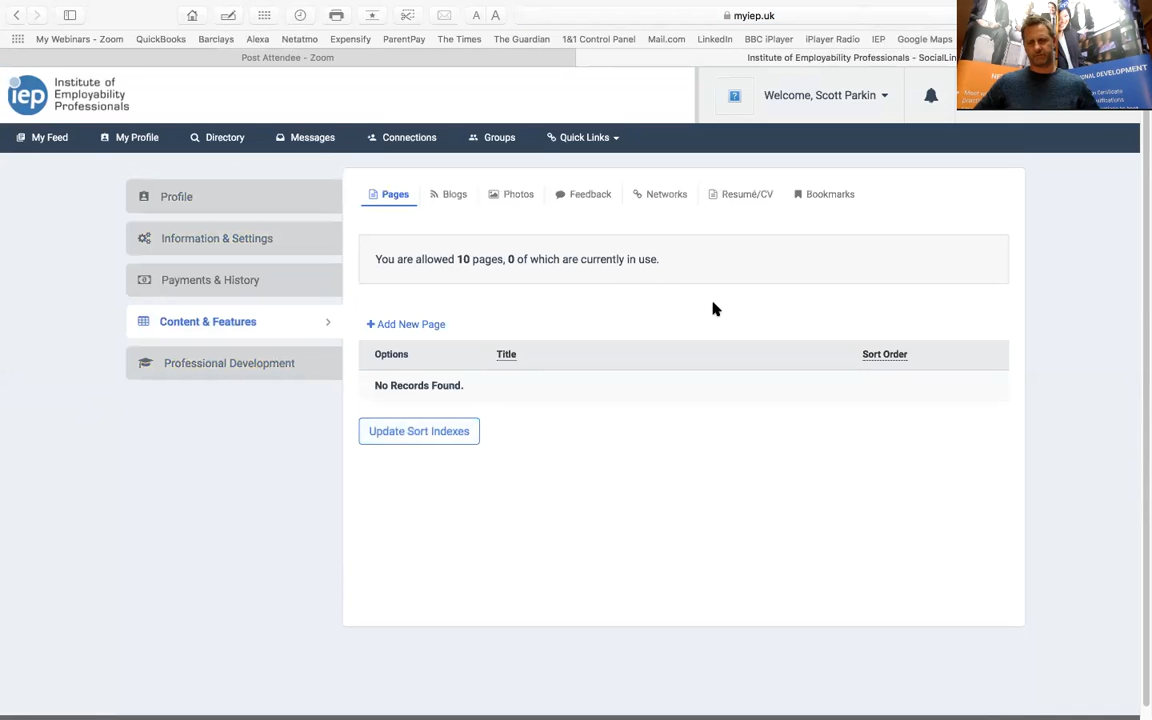 A A
myiep.uk
My Webinars - Zoom QuickBooks Barclays Alexa Netatmo Expensify ParentPay The Times The Guardian 1&1 Control Panel Mail.com LinkedIn BBC iPlayer iPlayer Radio IEP Google Maps
Post Attendee - Zoom
Institute of Employability Professionals - SocialLin
iep
Institute of
Employability
Professionals
Welcome, Scott Parkin
My Feed My Profile Directory Messages Connections Groups Quick Links
Profile
Information & Settings
Payments & History
Content & Features
Professional Development
Pages Blogs Photos Feedback Networks Resumé/CV Bookmarks
You are allowed 10 pages, 0 of which are currently in use.
+ Add New Page
Options Title Sort Order
No Records Found.
Update Sort Indexes